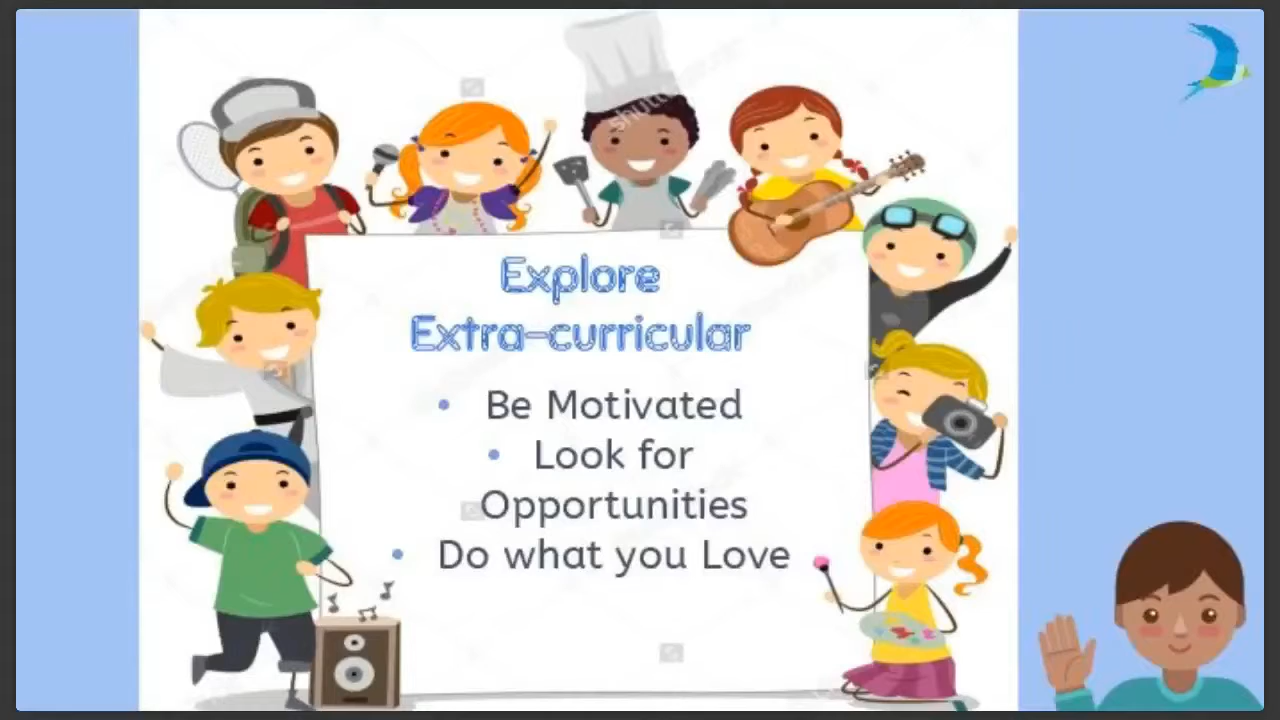 Explore
Extra-curricular
• Be Motivated
• Look for
Opportunities
• Do what you Love